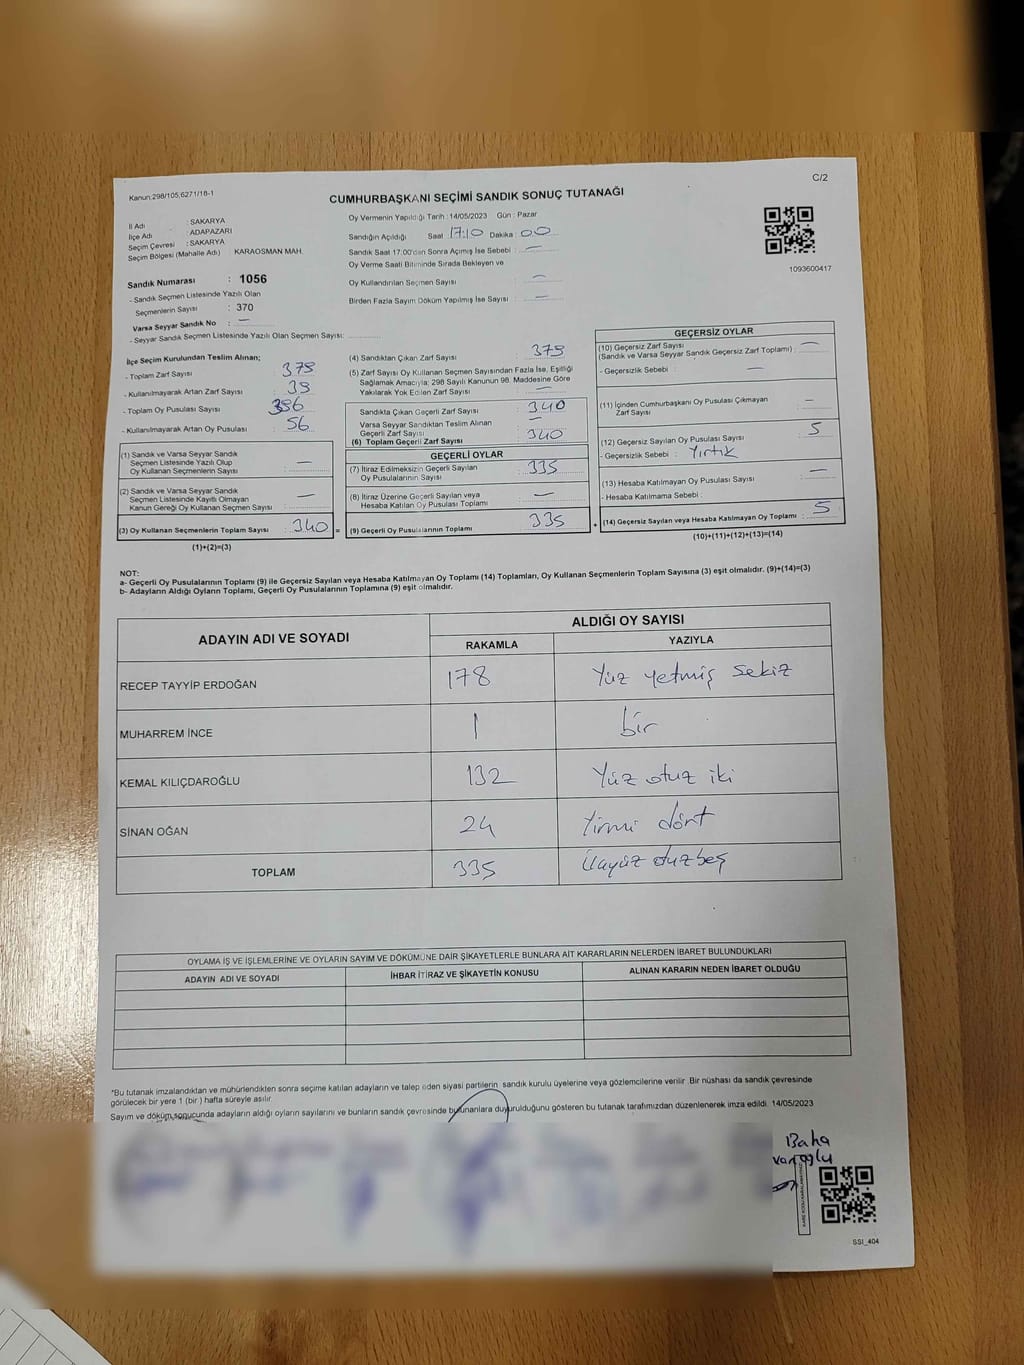 Kanun:298/105;6271/18-1
C/2
CUMHURBAŞKANI SEÇİMİ SANDIK SONUÇ TUTANAĞI
İl Adı : SAKARYA
İlçe Adı : ADAPAZARI
Seçim Çevresi : SAKARYA
Seçim Bölgesi (Mahalle Adı) : KARAOSMAN MAH.
Oy Vermenin Yapıldığı Tarih : 14/05/2023 Gün : Pazar
Sandığın Açıldığı Saat 17:10 Dakika : 00
Sandık Saat 17:00'den Sonra Açımış İse Sebebi : —
Oy Verme Saati Bitiminde Sırada Bekleyen ve
Oy Kullandırılan Seçmen Sayısı : —
Birden Fazla Sayım Döküm Yapılmış İse Sayısı : —
1093600417
Sandık Numarası : 1056
- Sandık Seçmen Listesinde Yazılı Olan
Seçmenlerin Sayısı : 370
Varsa Seyyar Sandık No : —
- Seyyar Sandık Seçmen Listesinde Yazılı Olan Seçmen Sayısı:
İlçe Seçim Kurulundan Teslim Alınan;
- Toplam Zarf Sayısı : 379
- Kullanılmayarak Artan Zarf Sayısı : 39
- Toplam Oy Pusulası Sayısı : 396
- Kullanılmayarak Artan Oy Pusulası : 56
(1) Sandık ve Varsa Seyyar Sandık
Seçmen Listesinde Yazılı Olup
Oy Kullanan Seçmenlerin Sayısı : —
(2) Sandık ve Varsa Seyyar Sandık
Seçmen Listesinde Kayıtlı Olmayan
Kanun Gereği Oy Kullanan Seçmen Sayısı : —
(3) Oy Kullanan Seçmenlerin Toplam Sayısı : 340 =
(1)+(2)=(3)
(4) Sandıktan Çıkan Zarf Sayısı : 379
(5) Zarf Sayısı Oy Kullanan Seçmen Sayısından Fazla İse, Eşitliği
Sağlamak Amacıyla; 298 Sayılı Kanunun 98. Maddesine Göre
Yakılarak Yok Edilen Zarf Sayısı : —
Sandıkta Çıkan Geçerli Zarf Sayısı : 340
Varsa Seyyar Sandıktan Teslim Alınan
Geçerli Zarf Sayısı : —
(6) Toplam Geçerli Zarf Sayısı : 340
GEÇERLİ OYLAR
(7) İtiraz Edilmeksizin Geçerli Sayılan
Oy Pusulalarının Sayısı : 335
(8) İtiraz Üzerine Geçerli Sayılan veya
Hesaba Katılan Oy Pusulası Toplamı : —
(9) Geçerli Oy Pusulalarının Toplamı : 335 +
GEÇERSİZ OYLAR
(10) Geçersiz Zarf Sayısı
(Sandık ve Varsa Seyyar Sandık Geçersiz Zarf Toplamı) : —
- Geçersizlik Sebebi : —
(11) İçinden Cumhurbaşkanı Oy Pusulası Çıkmayan
Zarf Sayısı : —
(12) Geçersiz Sayılan Oy Pusulası Sayısı : 5
- Geçersizlik Sebebi : Yırtık
(13) Hesaba Katılmayan Oy Pusulası Sayısı : —
- Hesaba Katılmama Sebebi :
(14) Geçersiz Sayılan veya Hesaba Katılmayan Oy Toplamı : 5
(10)+(11)+(12)+(13)=(14)
NOT:
a- Geçerli Oy Pusulalarının Toplamı (9) ile Geçersiz Sayılan veya Hesaba Katılmayan Oy Toplamı (14) Toplamları, Oy Kullanan Seçmenlerin Toplam Sayısına (3) eşit olmalıdır. (9)+(14)=(3)
b- Adayların Aldığı Oyların Toplamı, Geçerli Oy Pusulalarının Toplamına (9) eşit olmalıdır.
ADAYIN ADI VE SOYADI
ALDIĞI OY SAYISI
RAKAMLA YAZIYLA
RECEP TAYYİP ERDOĞAN 178 Yüz yetmiş sekiz
MUHARREM İNCE 1 bir
KEMAL KILIÇDAROĞLU 132 Yüz otuz iki
SİNAN OĞAN 24 Yirmi dört
TOPLAM 335 Üçyüz otuzbeş
OYLAMA İŞ VE İŞLEMLERİNE VE OYLARIN SAYIM VE DÖKÜMÜNE DAİR ŞİKAYETLERLE BUNLARA AİT KARARLARIN NELERDEN İBARET BULUNDUKLARI
ADAYIN ADI VE SOYADI İHBAR İTİRAZ VE ŞİKAYETİN KONUSU ALINAN KARARIN NEDEN İBARET OLDUĞU
*Bu tutanak imzalandıktan ve mühürlendikten sonra seçime katılan adayların ve talep eden siyasi partilerin sandık kurulu üyelerine veya gözlemcilerine verilir. Bir nüshası da sandık çevresinde
görülecek bir yere 1 (bir) hafta süreyle asılır.
Sayım ve döküm sonucunda adayların aldığı oyların sayılarını ve bunların sandık çevresinde bulunanlara duyurulduğunu gösteren bu tutanak tarafımızdan düzenlenerek imza edildi. 14/05/2023
Baha
SSI_404